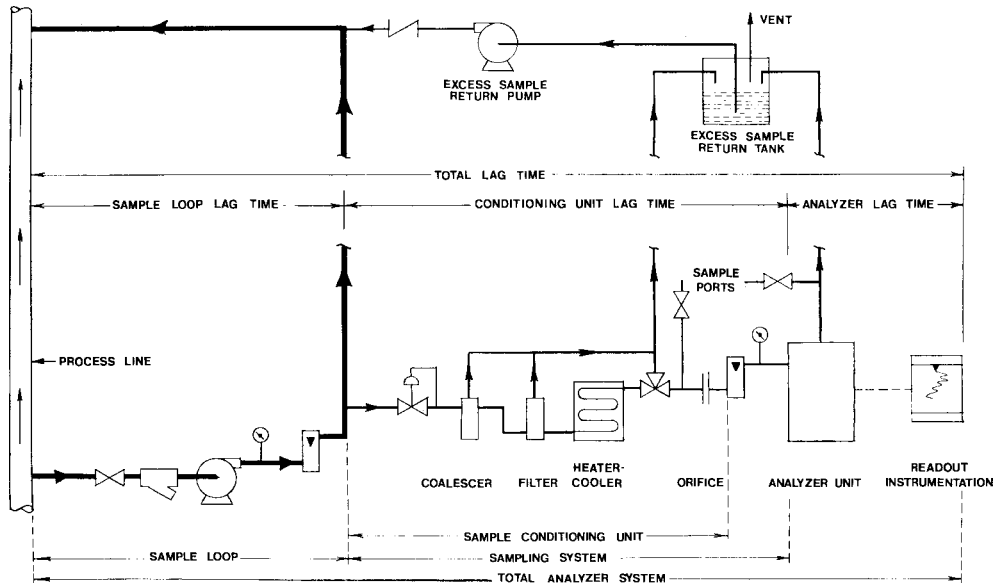 VENT
EXCESS SAMPLE
RETURN PUMP
EXCESS SAMPLE
RETURN TANK
TOTAL LAG TIME
SAMPLE LOOP LAG TIME
CONDITIONING UNIT LAG TIME
ANALYZER LAG TIME
SAMPLE
PORTS
PROCESS LINE
COALESCER
FILTER
HEATER-
COOLER
ORIFICE
ANALYZER UNIT
READOUT
INSTRUMENTATION
SAMPLE CONDITIONING UNIT
SAMPLE LOOP
SAMPLING SYSTEM
TOTAL ANALYZER SYSTEM